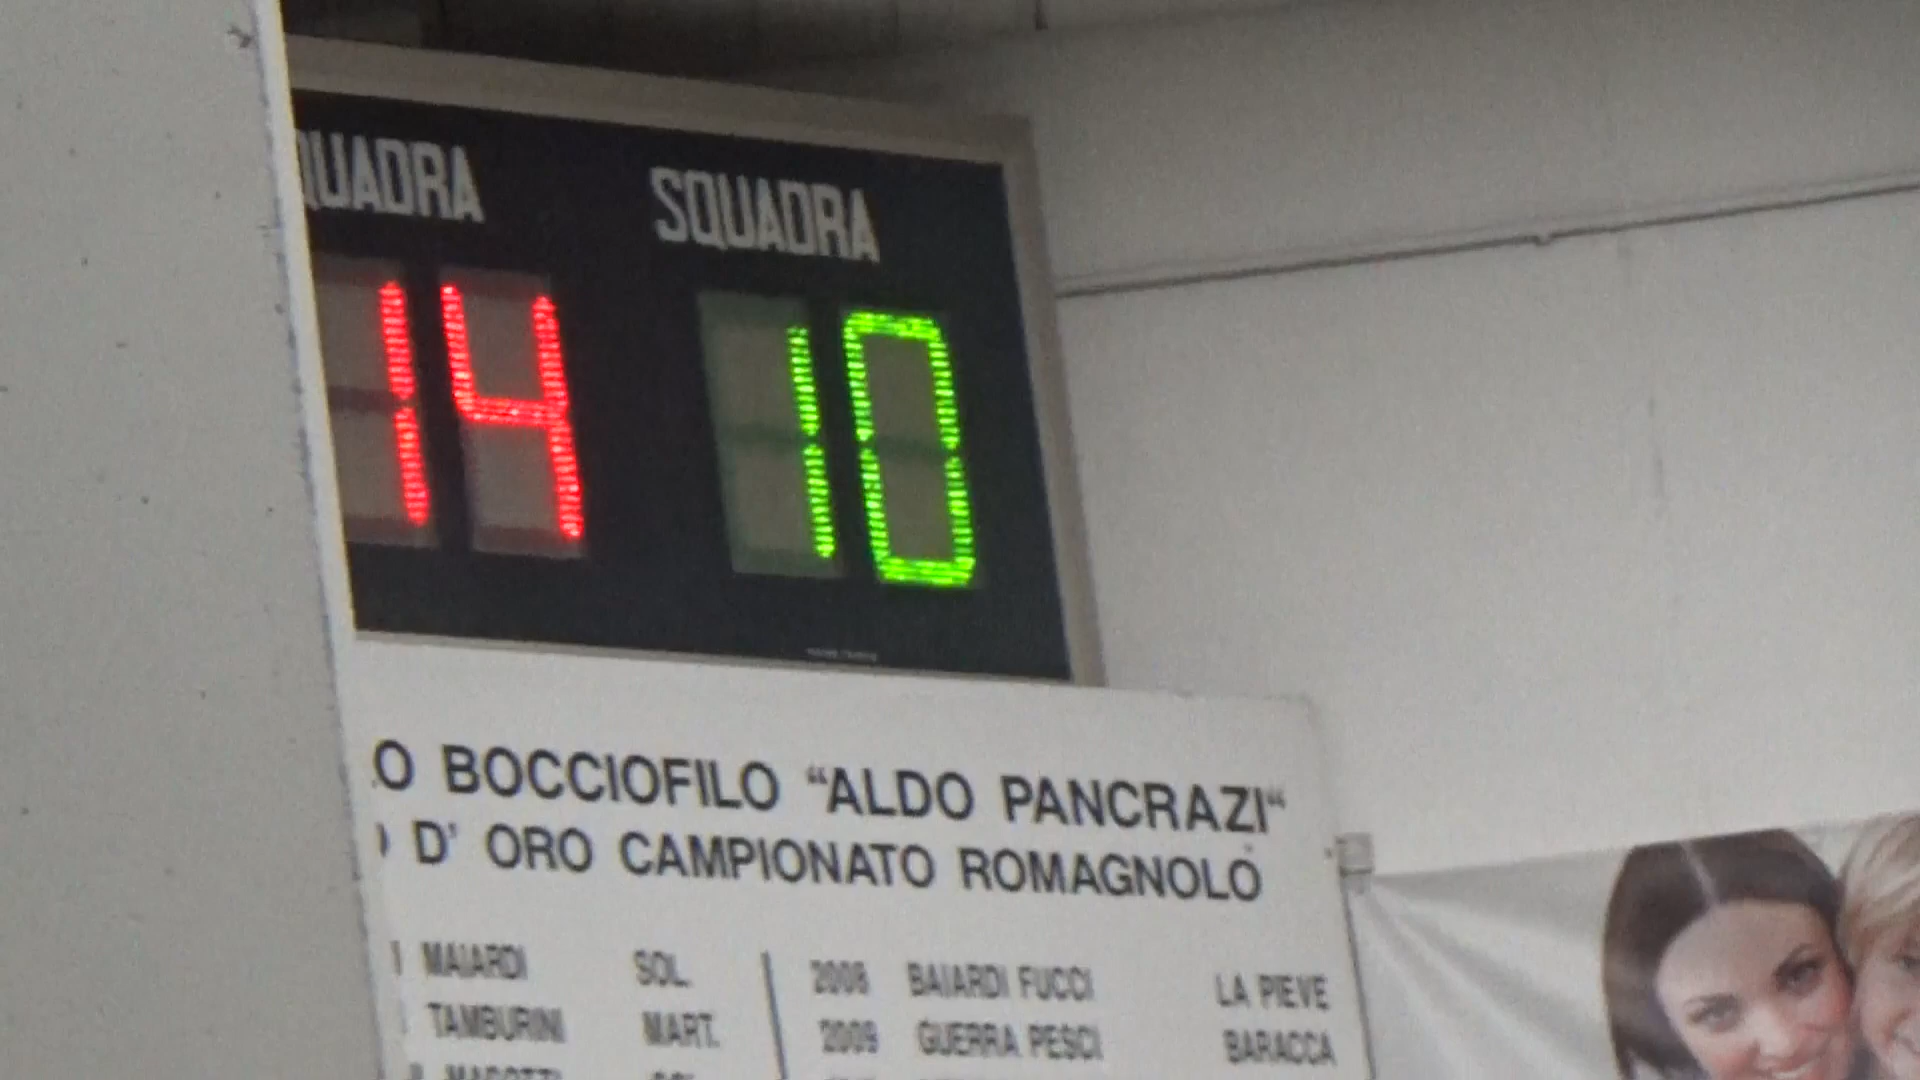 QUADRA SQUADRA
14 10
O BOCCIOFILO “ALDO PANCRAZI“
D' ORO CAMPIONATO ROMAGNOLO
MAIARDI SOL. 2008 BAIARDI FUCCI LA PIEVE
TAMBURINI MART. 2009 GUERRA PESCI BARACCA